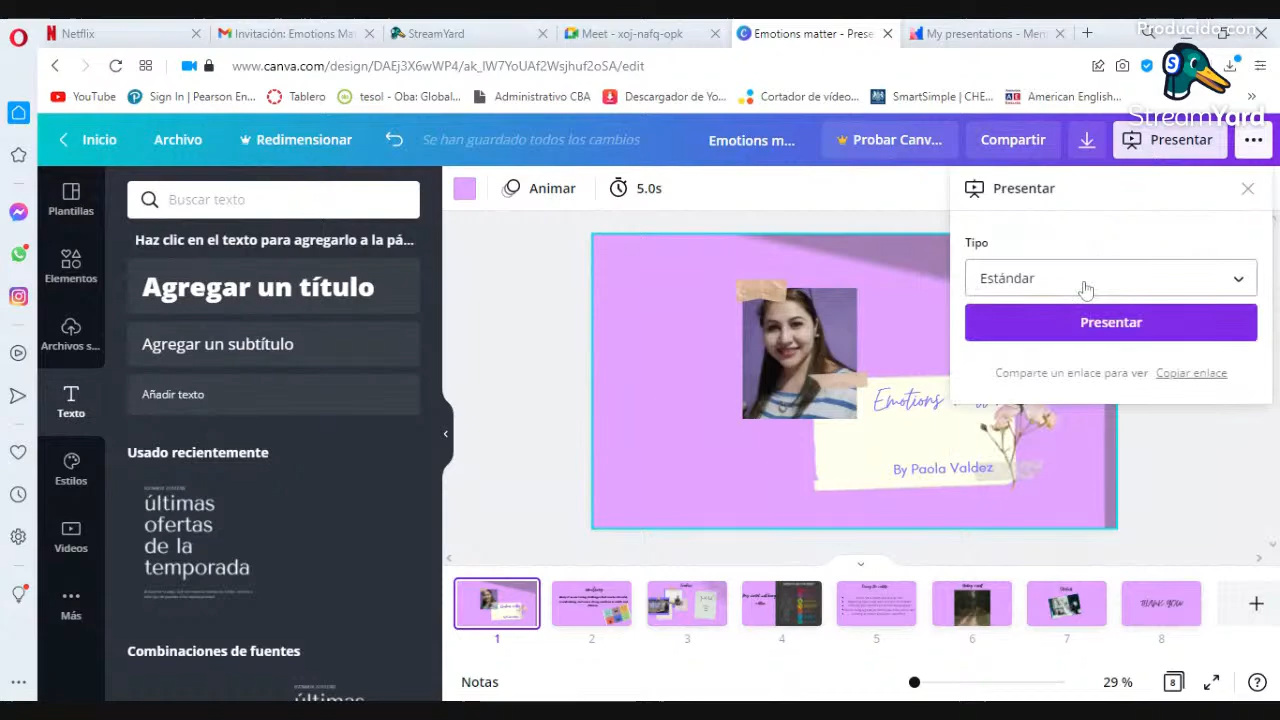 Producido con
StreamYard
Netflix
Invitación: Emotions Ma
StreamYard
Meet - xoj-nafq-opk
Emotions matter - Prese
My presentations - Men
www.canva.com/design/DAEj3X6wWP4/jk_IW7YoUAf2Wsjhuf2oSA/edit
YouTube
Sign In | Pearson En...
Tablero
tesol - Oba: Global...
Administrativo CBA
Descargador de Yo...
Cortador de vídeo...
SmartSimple | CHE...
American English...
Inicio
Archivo
Redimensionar
Se han guardado todos los cambios
Emotions m...
Probar Canv...
Compartir
Presentar
Plantillas
Elementos
Archivos s...
Texto
Estilos
Videos
Más
Buscar texto
Haz clic en el texto para agregarlo a la pá...
Agregar un título
Agregar un subtítulo
Añadir texto
Usado recientemente
últimas
ofertas
de la
temporada
Combinaciones de fuentes
últimas
Animar
5.0s
Presentar
Tipo
Estándar
Presentar
Comparte un enlace para ver Copiar enlace
Emotions
By Paola Valdez
1
2
3
4
5
6
7
8
Notas
29 %
8